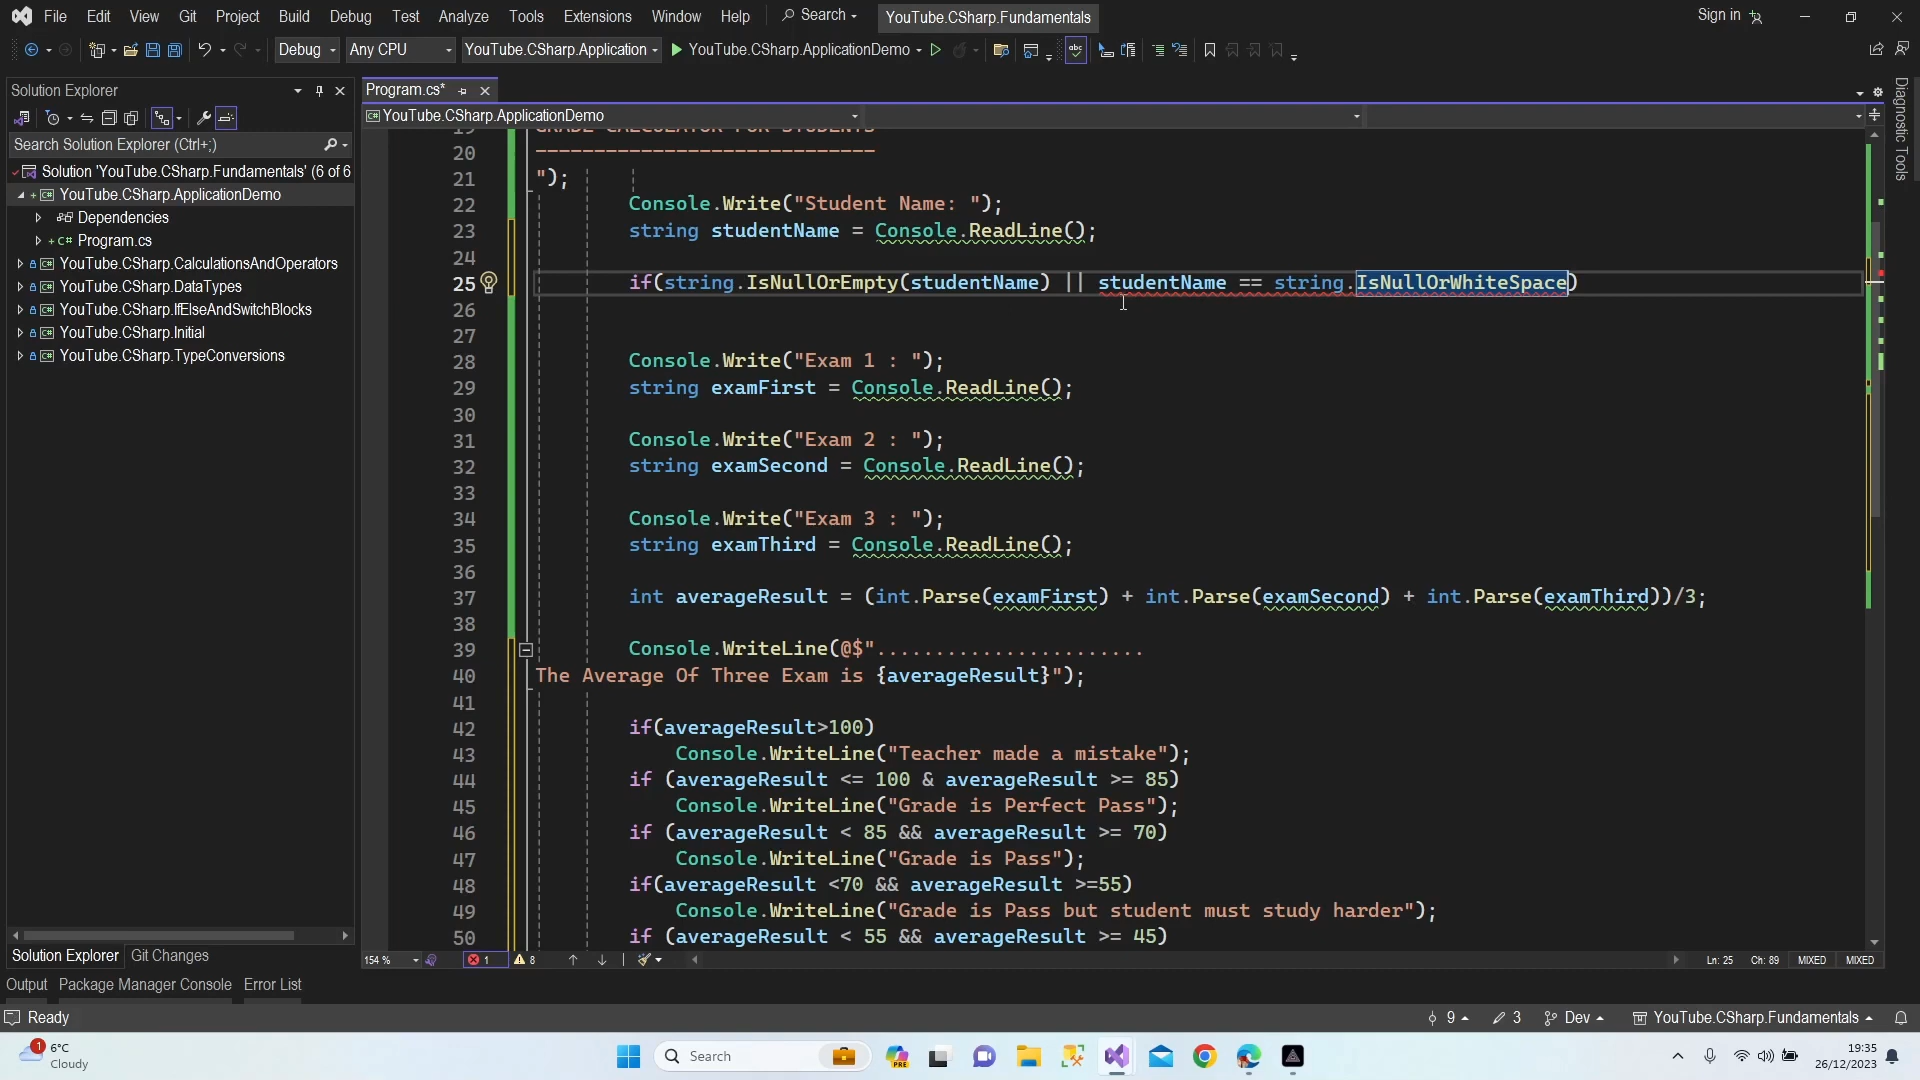 File Edit View Git Project Build Debug Test Analyze Tools Extensions Window Help Search YouTube.CSharp.Fundamentals Sign in
Debug Any CPU YouTube.CSharp.Application YouTube.CSharp.ApplicationDemo
Solution Explorer
Search Solution Explorer (Ctrl+;)
Solution 'YouTube.CSharp.Fundamentals' (6 of 6
YouTube.CSharp.ApplicationDemo
Dependencies
Program.cs
YouTube.CSharp.CalculationsAndOperators
YouTube.CSharp.DataTypes
YouTube.CSharp.IfElseAndSwitchBlocks
YouTube.CSharp.Initial
YouTube.CSharp.TypeConversions
Solution Explorer Git Changes
Program.cs*
YouTube.CSharp.ApplicationDemo
19 GRADE CALCULATOR FOR STUDENTS
20 -----------------------------
21 ");
22 Console.Write("Student Name: ");
23 string studentName = Console.ReadLine();
24
25 if(string.IsNullOrEmpty(studentName) || studentName == string.IsNullOrWhiteSpace)
26
27
28 Console.Write("Exam 1 : ");
29 string examFirst = Console.ReadLine();
30
31 Console.Write("Exam 2 : ");
32 string examSecond = Console.ReadLine();
33
34 Console.Write("Exam 3 : ");
35 string examThird = Console.ReadLine();
36
37 int averageResult = (int.Parse(examFirst) + int.Parse(examSecond) + int.Parse(examThird))/3;
38
39 Console.WriteLine(@$".......................
40 The Average Of Three Exam is {averageResult}");
41
42 if(averageResult>100)
43 Console.WriteLine("Teacher made a mistake");
44 if (averageResult <= 100 & averageResult >= 85)
45 Console.WriteLine("Grade is Perfect Pass");
46 if (averageResult < 85 && averageResult >= 70)
47 Console.WriteLine("Grade is Pass");
48 if(averageResult <70 && averageResult >=55)
49 Console.WriteLine("Grade is Pass but student must study harder");
50 if (averageResult < 55 && averageResult >= 45)
154 % 1 8 Ln: 25 Ch: 89 MIXED MIXED
Diagnostic Tools
Output Package Manager Console Error List
Ready 9 3 Dev YouTube.CSharp.Fundamentals
1 6°C
Cloudy
Search
PRE
19:35
26/12/2023